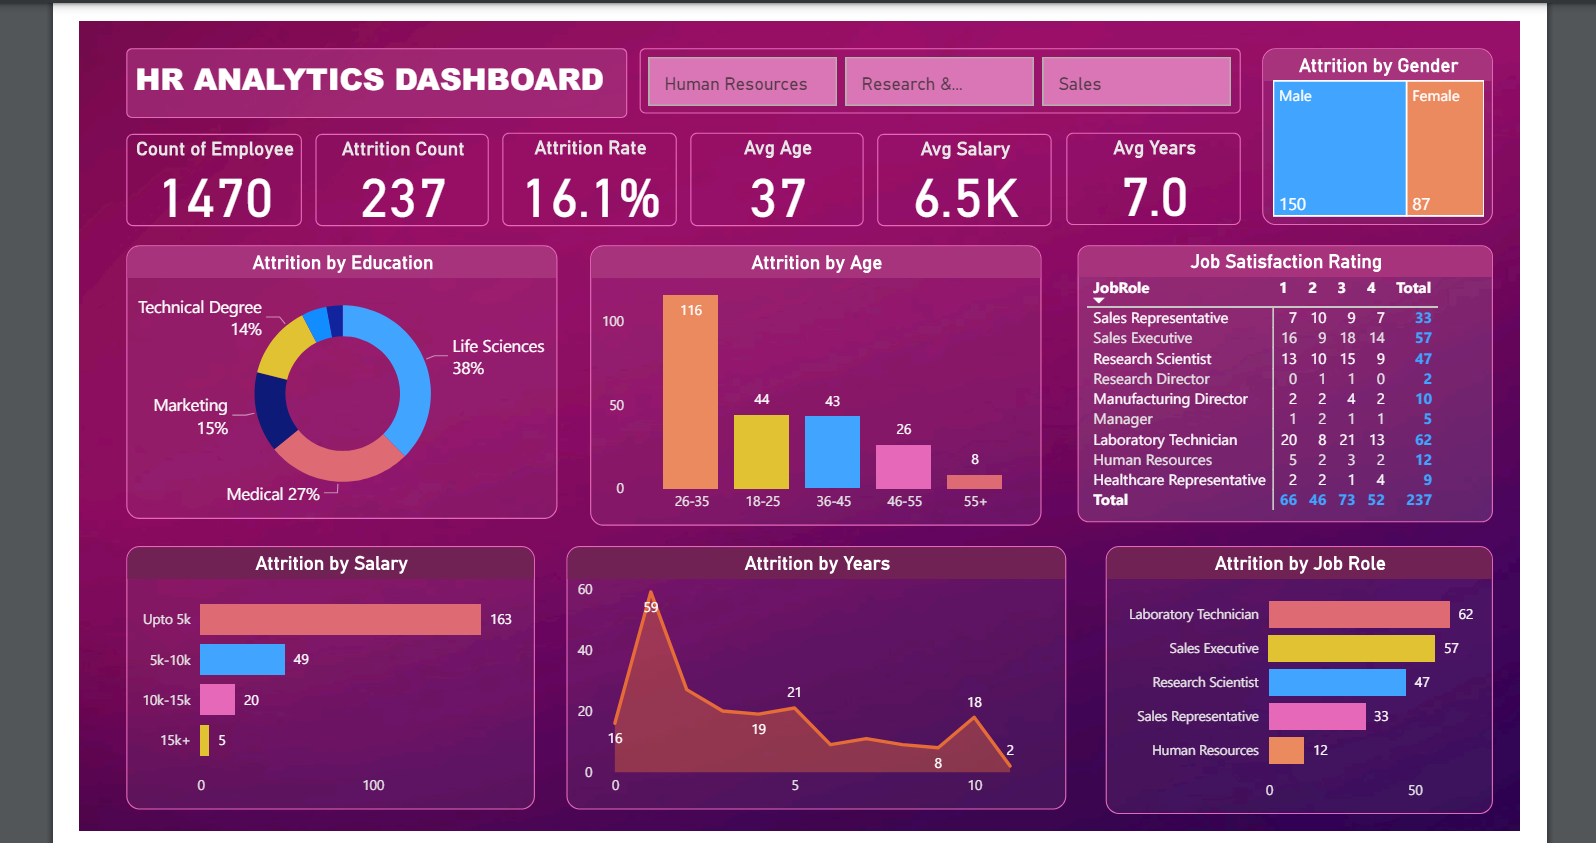 HR ANALYTICS DASHBOARD
Human Resources
Research &...
Sales
Count of Employee
1470
Attrition Count
237
Attrition Rate
16.1%
Avg Age
37
Avg Salary
6.5K
Avg Years
7.0
Attrition by Gender
Male
Female
150
87
Attrition by Education
Technical Degree
14%
Life Sciences
38%
Marketing
15%
Medical 27%
Attrition by Age
100
50
0
116
44
43
26
8
26-35
18-25
36-45
46-55
55+
Job Satisfaction Rating
JobRole 1 2 3 4 Total
Sales Representative 7 10 9 7 33
Sales Executive 16 9 18 14 57
Research Scientist 13 10 15 9 47
Research Director 0 1 1 0 2
Manufacturing Director 2 2 4 2 10
Manager 1 2 1 1 5
Laboratory Technician 20 8 21 13 62
Human Resources 5 2 3 2 12
Healthcare Representative 2 2 1 4 9
Total 66 46 73 52 237
Attrition by Salary
Upto 5k 163
5k-10k 49
10k-15k 20
15k+ 5
0 100
Attrition by Years
60
40
20
0
16
59
19
21
8
18
2
0 5 10
Attrition by Job Role
Laboratory Technician 62
Sales Executive 57
Research Scientist 47
Sales Representative 33
Human Resources 12
0 50